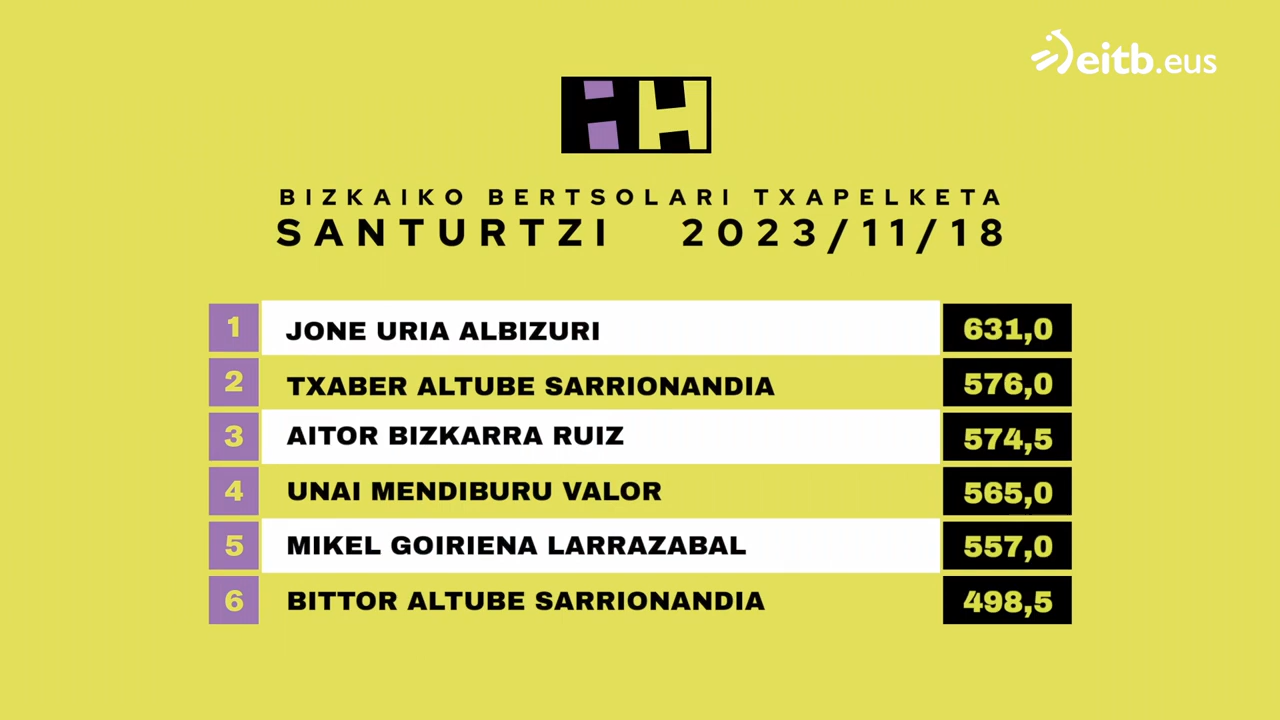 eitb.eus
BIZKAIKO BERTSOLARI TXAPELKETA
SANTURTZI 2023/11/18
1 JONE URIA ALBIZURI 631,0
2 TXABER ALTUBE SARRIONANDIA 576,0
3 AITOR BIZKARRA RUIZ 574,5
4 UNAI MENDIBURU VALOR 565,0
5 MIKEL GOIRIENA LARRAZABAL 557,0
6 BITTOR ALTUBE SARRIONANDIA 498,5